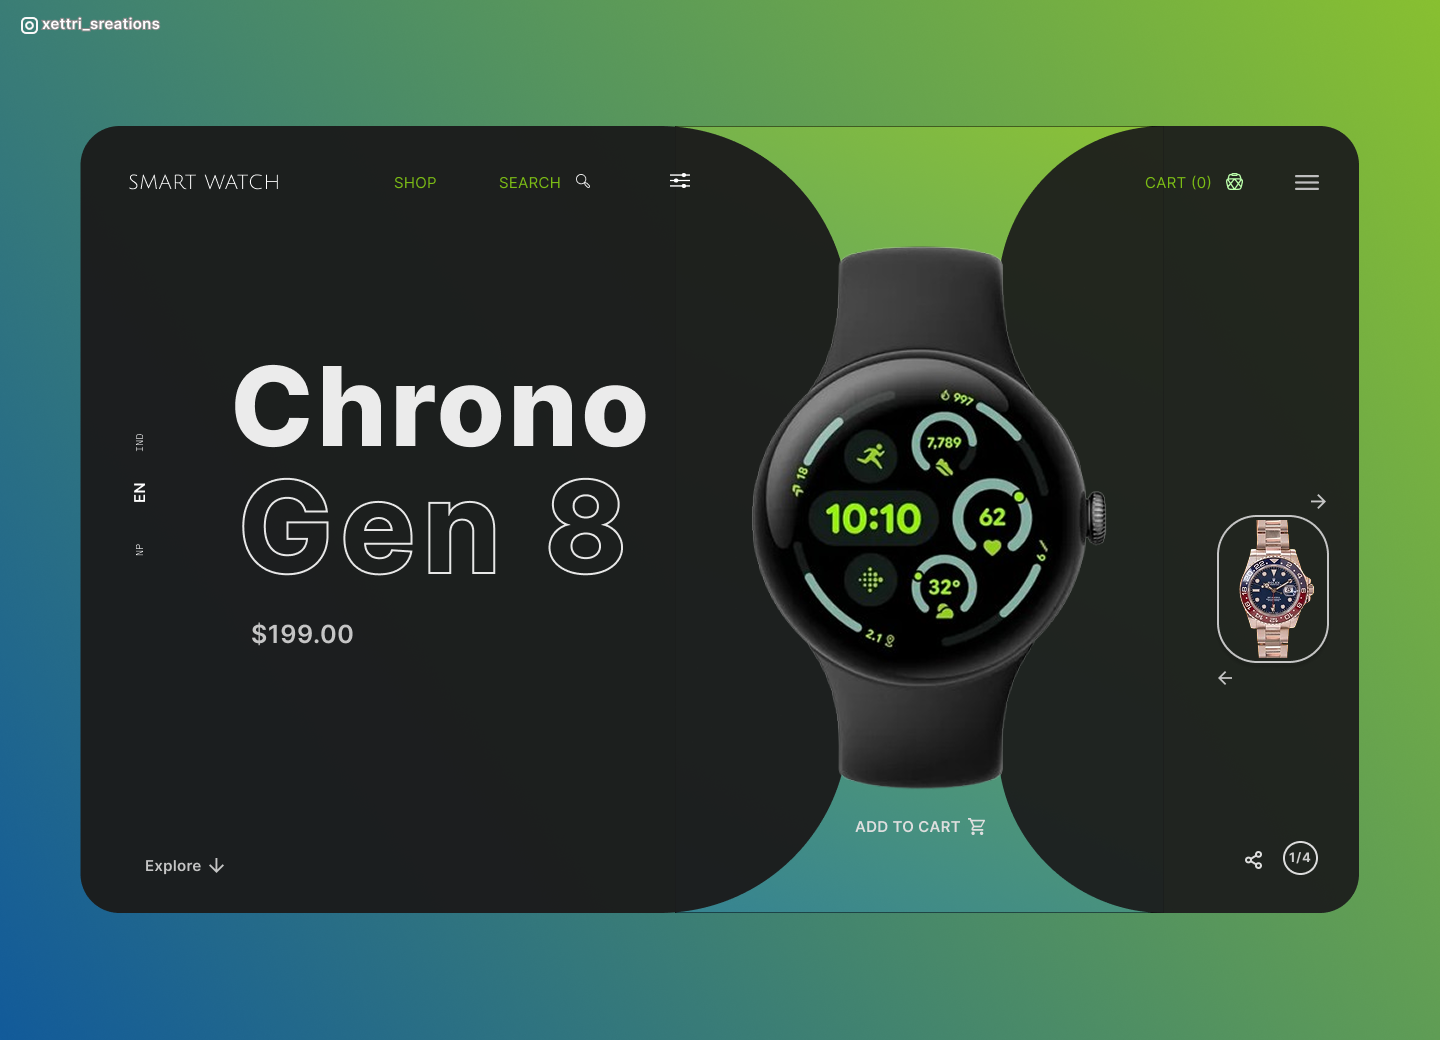 xettri_sreations
SMART WATCH
SHOP
SEARCH
CART (0)
Chrono
Gen 8
$199.00
IND
EN
NP
997
7,789
18
10:10
62
6
32°
2.1
ADD TO CART
Explore
1/4